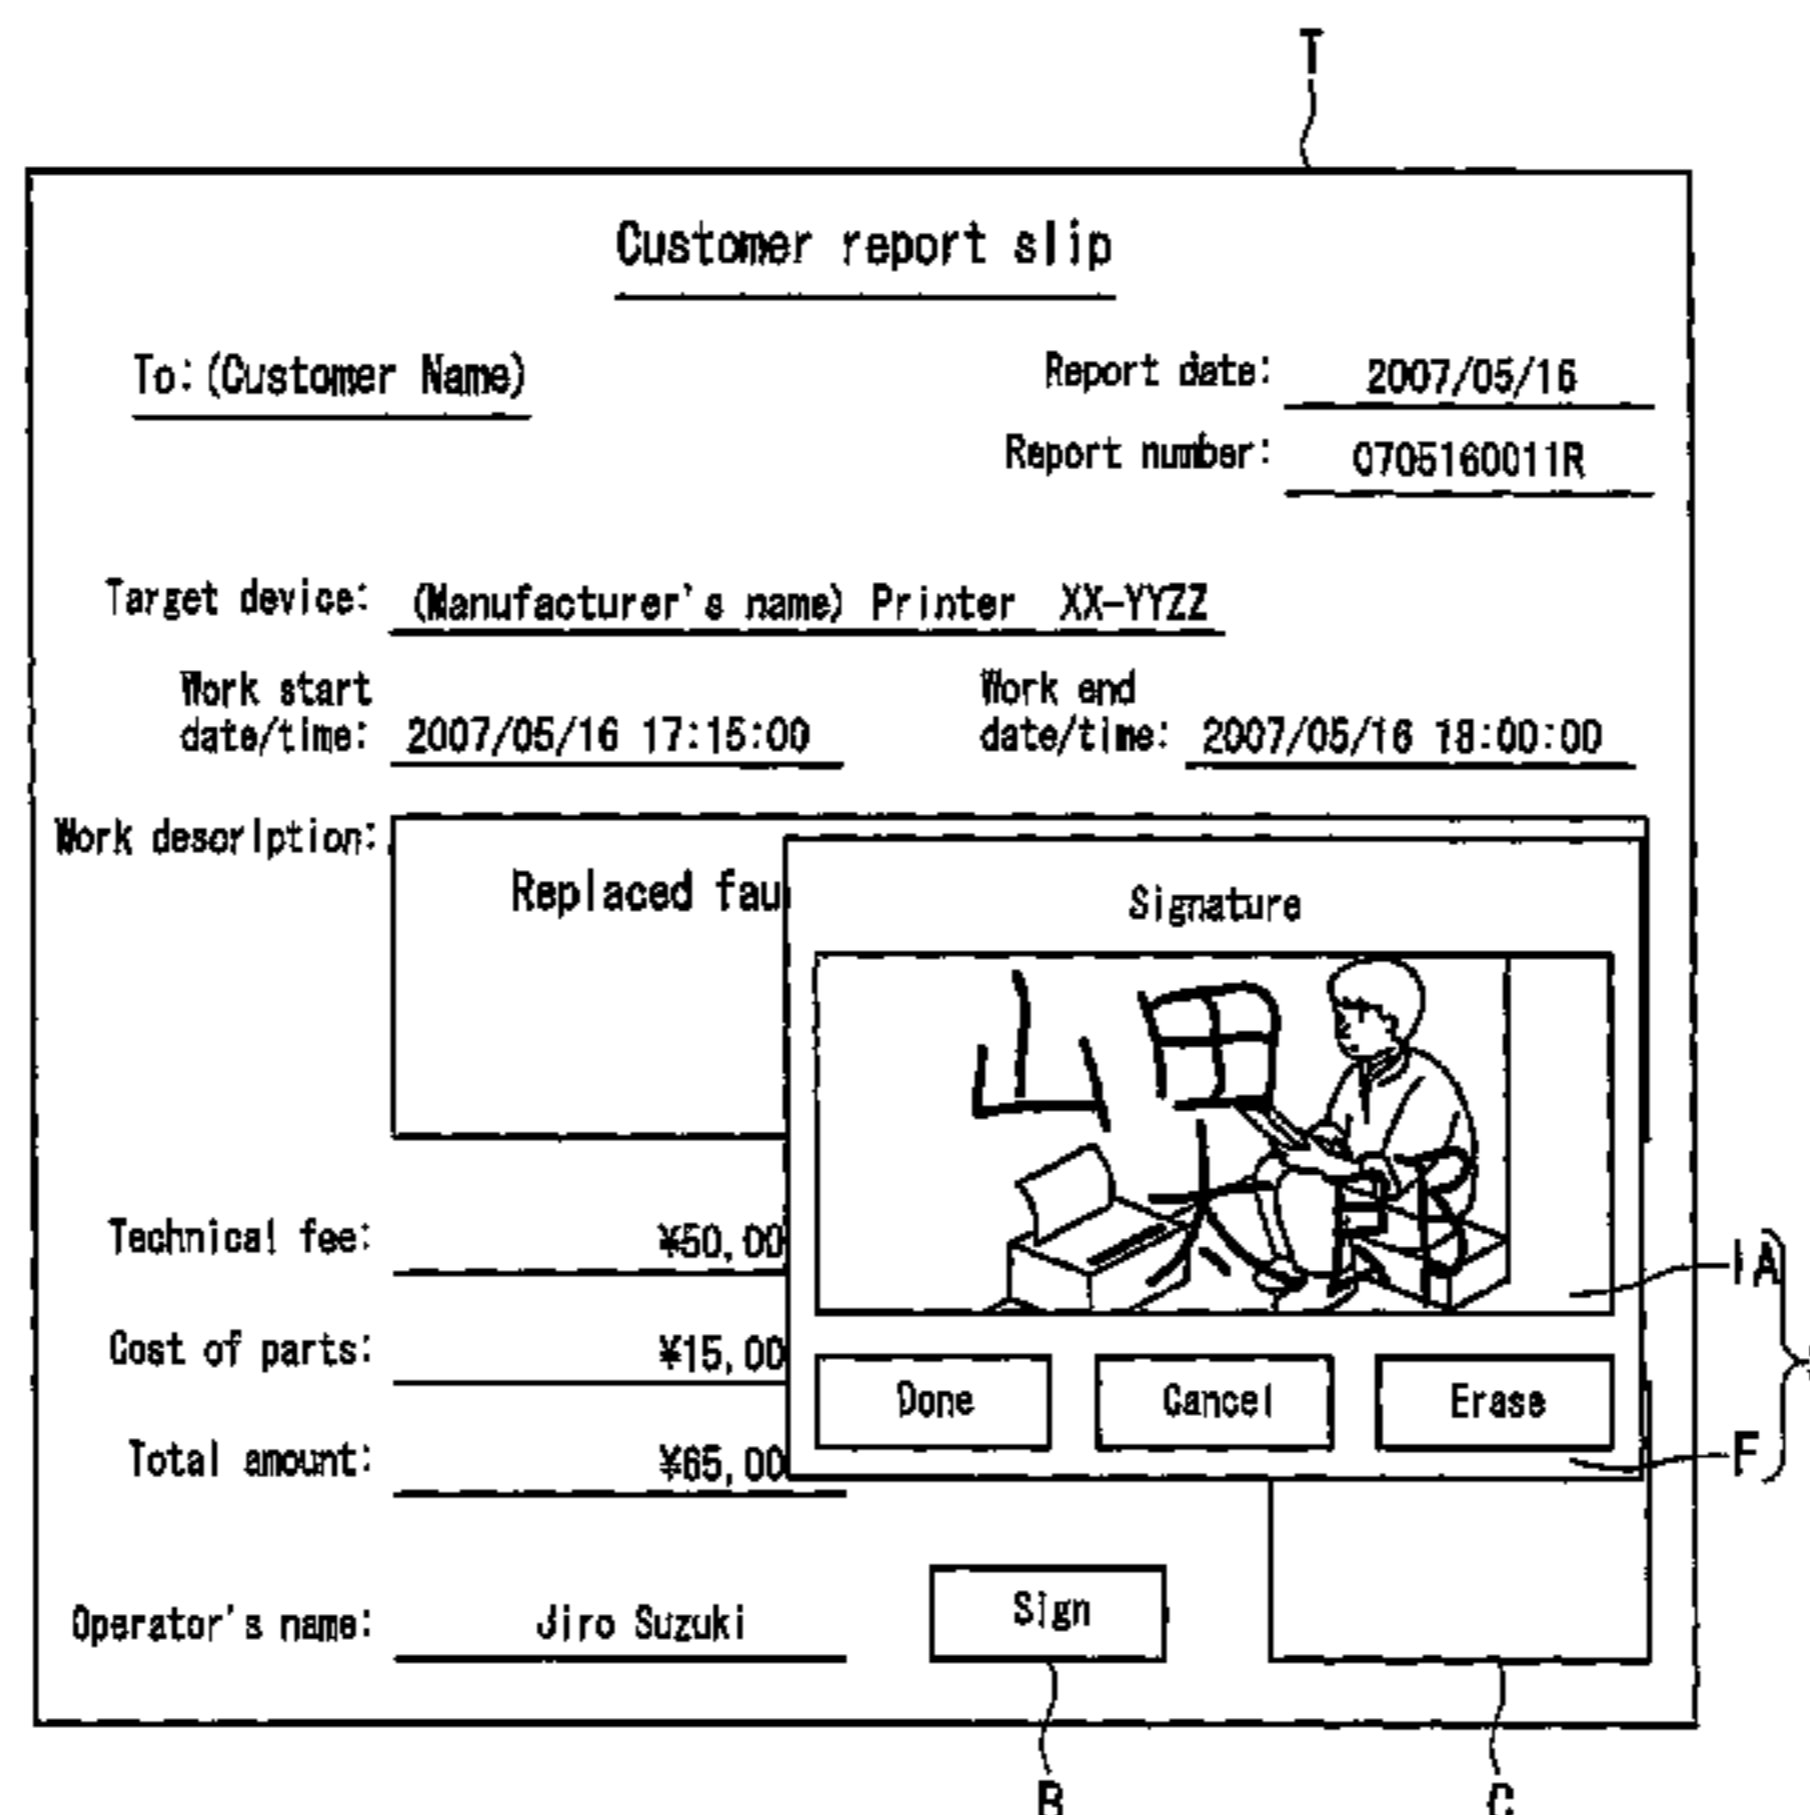 T
Customer report slip
To:(Customer Name)
Report date: 2007/05/16
Report number: 0705160011R
Target device: (Manufacturer's name) Printer XX-YYZZ
Work start date/time: 2007/05/16 17:15:00
Work end date/time: 2007/05/16 18:00:00
Work description:
Replaced fau
Signature
山田太郎
Technical fee: ¥50,00
IA
Cost of parts: ¥15,00
Done Cancel Erase
Total amount: ¥65,00
F
Operator's name: Jiro Suzuki
Sign
B C